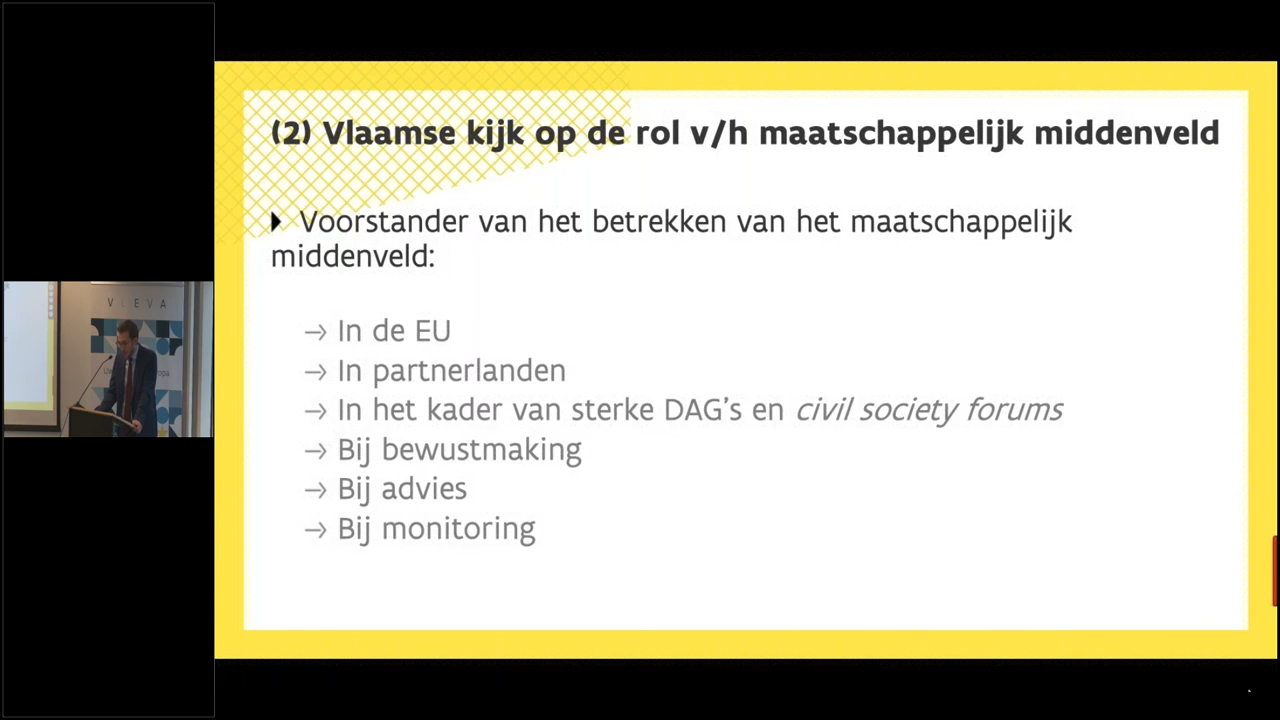 (2) Vlaamse kijk op de rol v/h maatschappelijk middenveld
Voorstander van het betrekken van het maatschappelijk
middenveld:
→ In de EU
→ In partnerlanden
→ In het kader van sterke DAG's en civil society forums
→ Bij bewustmaking
→ Bij advies
→ Bij monitoring
VLEVA